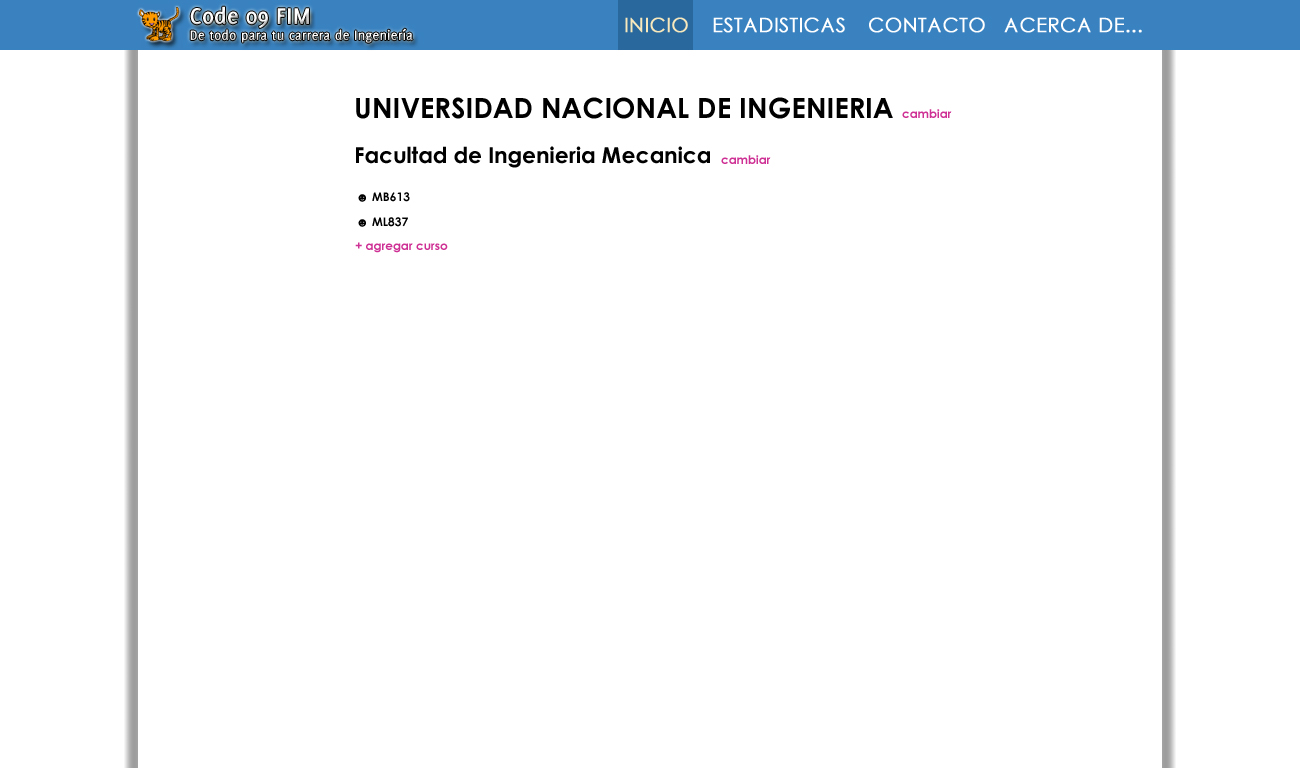 Code 09 FIM
De todo para tu carrera de Ingeniería
INICIO ESTADISTICAS CONTACTO ACERCA DE...
UNIVERSIDAD NACIONAL DE INGENIERIA cambiar
Facultad de Ingenieria Mecanica cambiar
☻ MB613
☻ ML837
+ agregar curso